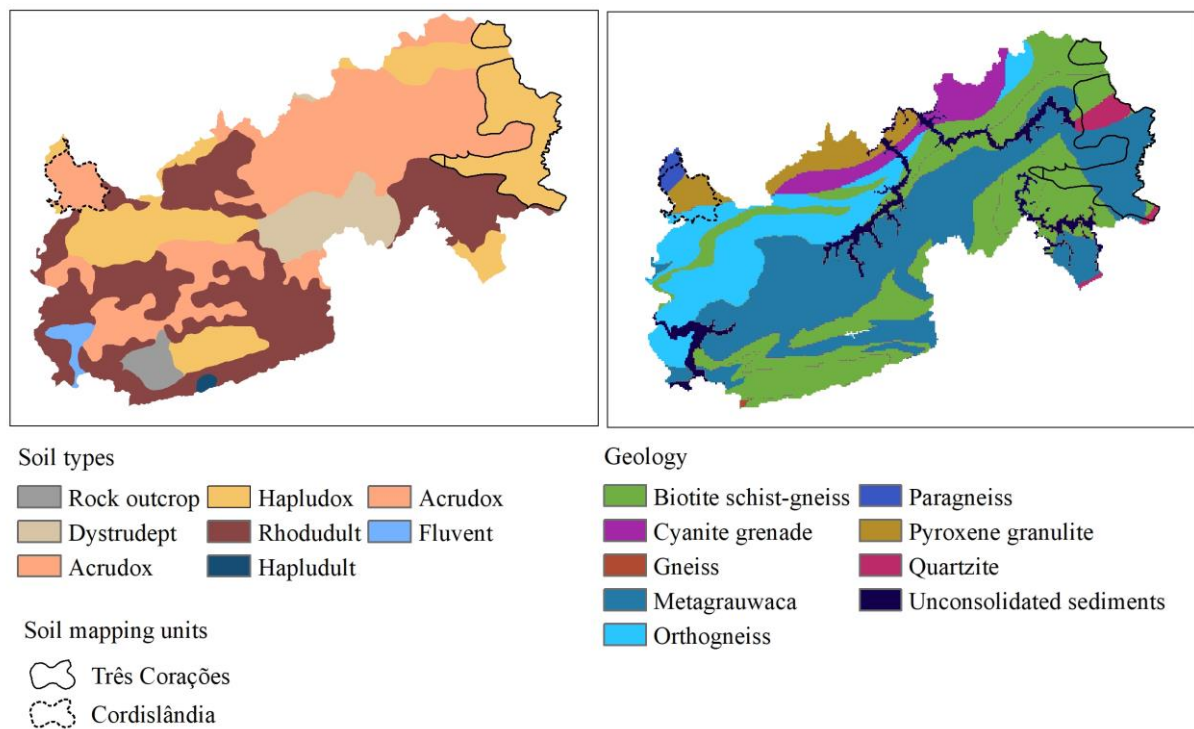 Soil types
Rock outcrop Hapludox Acrudox
Dystrudept Rhodudult Fluvent
Acrudox Hapludult
Soil mapping units
Três Corações
Cordislândia
Geology
Biotite schist-gneiss Paragneiss
Cyanite grenade Pyroxene granulite
Gneiss Quartzite
Metagrauwaca Unconsolidated sediments
Orthogneiss